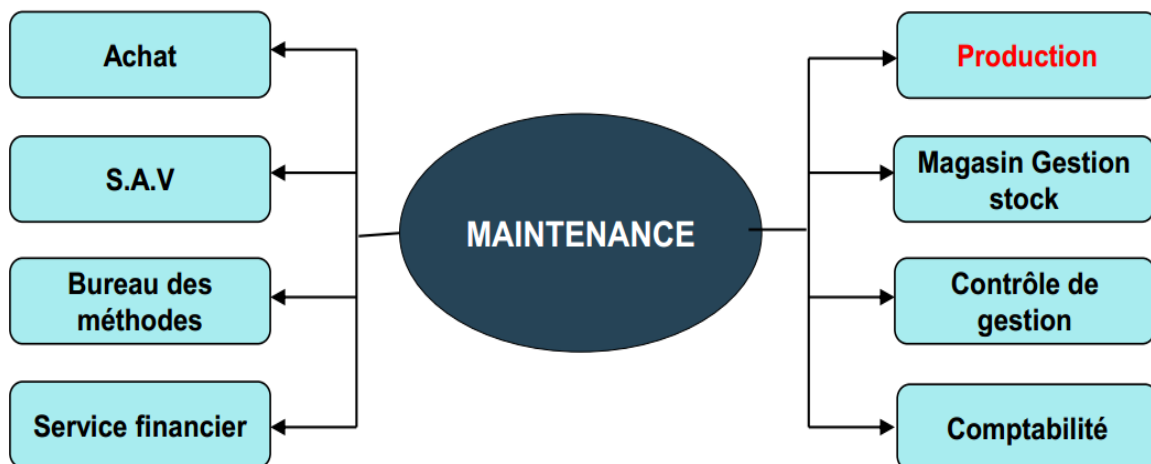 Achat
S.A.V
Bureau des
méthodes
Service financier
MAINTENANCE
Production
Magasin Gestion
stock
Contrôle de
gestion
Comptabilité